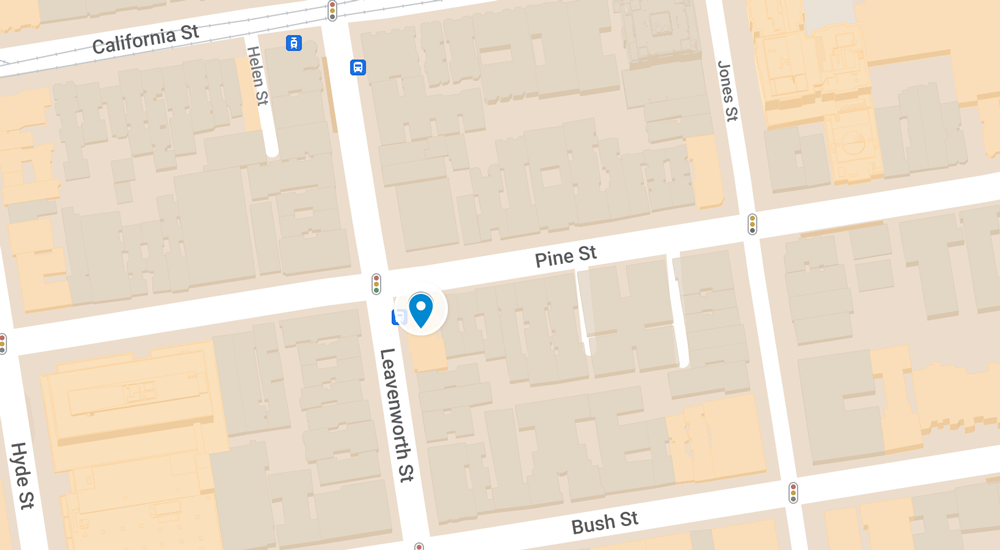 California St
Helen St
Jones St
Pine St
Leavenworth St
Hyde St
Bush St